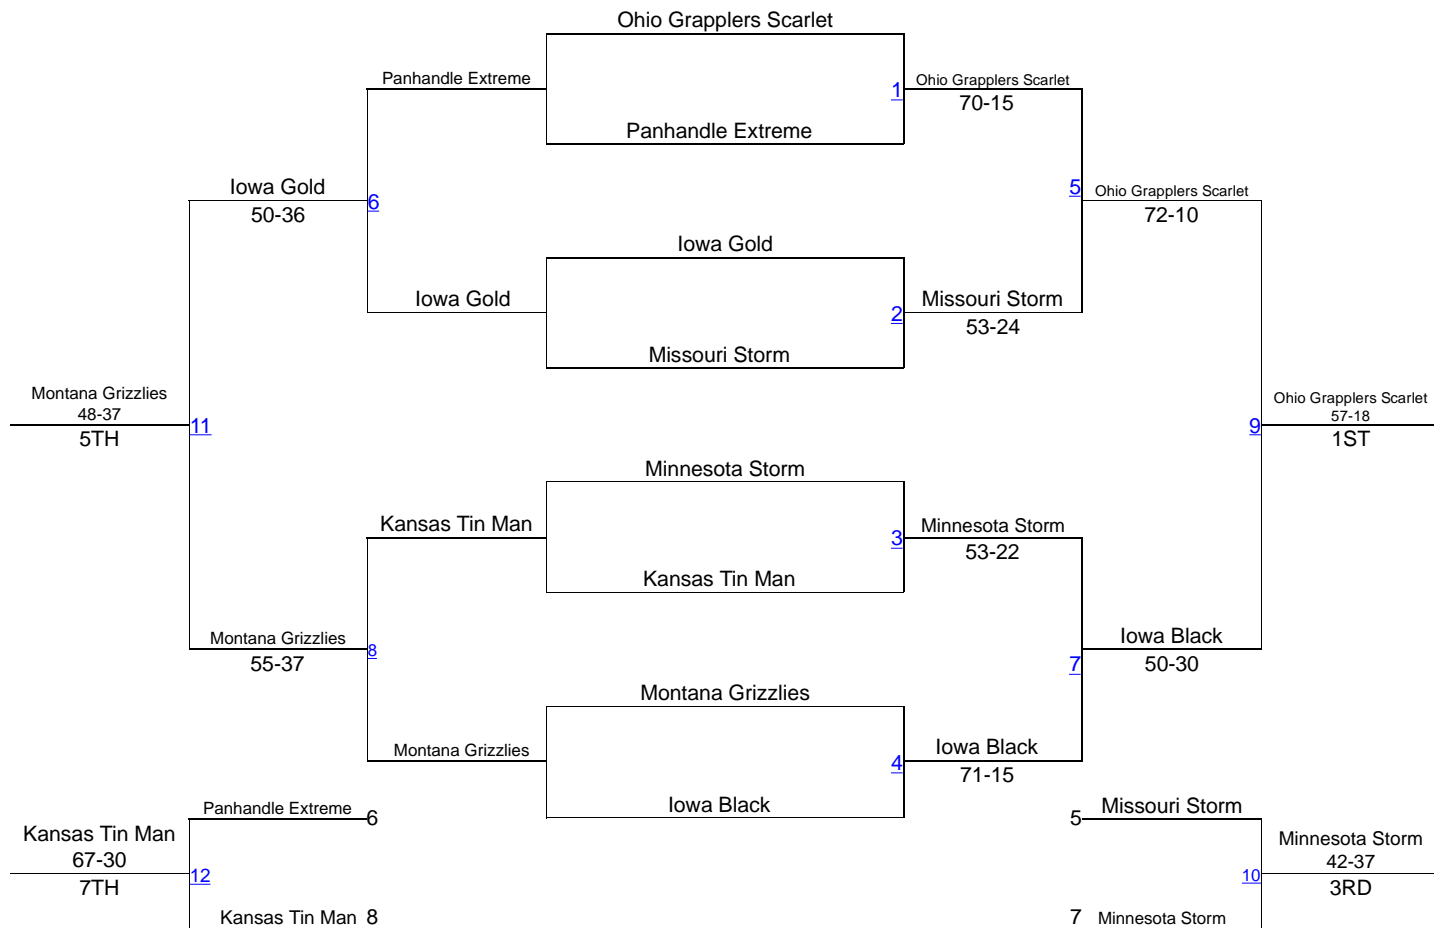 Ohio Grapplers Scarlet
Panhandle Extreme
1
Ohio Grapplers Scarlet
70-15
Panhandle Extreme
Iowa Gold
50-36
6
5
Ohio Grapplers Scarlet
72-10
Iowa Gold
Iowa Gold
2
Missouri Storm
53-24
Missouri Storm
Montana Grizzlies
48-37
5TH
11
9
Ohio Grapplers Scarlet
57-18
1ST
Minnesota Storm
Kansas Tin Man
3
Minnesota Storm
53-22
Kansas Tin Man
Montana Grizzlies
55-37
8
7
Iowa Black
50-30
Montana Grizzlies
Montana Grizzlies
4
Iowa Black
71-15
Iowa Black
Panhandle Extreme
6
5
Missouri Storm
Kansas Tin Man
67-30
7TH
12
10
Minnesota Storm
42-37
3RD
Kansas Tin Man
8
7
Minnesota Storm